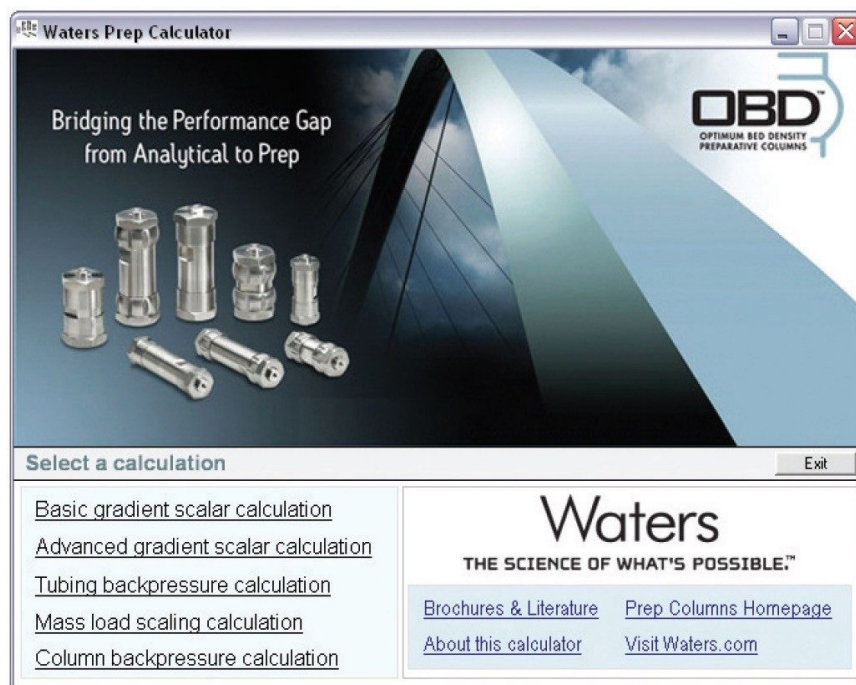 Waters Prep Calculator
Bridging the Performance Gap
from Analytical to Prep
OBD™
OPTIMUM BED DENSITY
PREPARATIVE COLUMNS
Select a calculation
Exit
Basic gradient scalar calculation
Advanced gradient scalar calculation
Tubing backpressure calculation
Mass load scaling calculation
Column backpressure calculation
Waters
THE SCIENCE OF WHAT'S POSSIBLE.™
Brochures & Literature
Prep Columns Homepage
About this calculator
Visit Waters.com